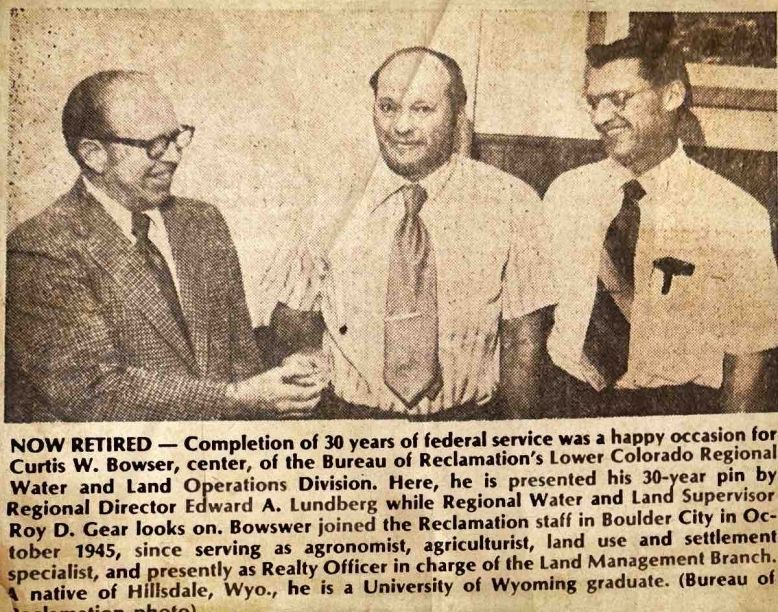 NOW RETIRED — Completion of 30 years of federal service was a happy occasion for
Curtis W. Bowser, center, of the Bureau of Reclamation's Lower Colorado Regional
Water and Land Operations Division. Here, he is presented his 30-year pin by
Regional Director Edward A. Lundberg while Regional Water and Land Supervisor
Roy D. Gear looks on. Bowswer joined the Reclamation staff in Boulder City in Oc-
tober 1945, since serving as agronomist, agriculturist, land use and settlement
specialist, and presently as Realty Officer in charge of the Land Management Branch.
A native of Hillsdale, Wyo., he is a University of Wyoming graduate. (Bureau of
Reclamation photo)